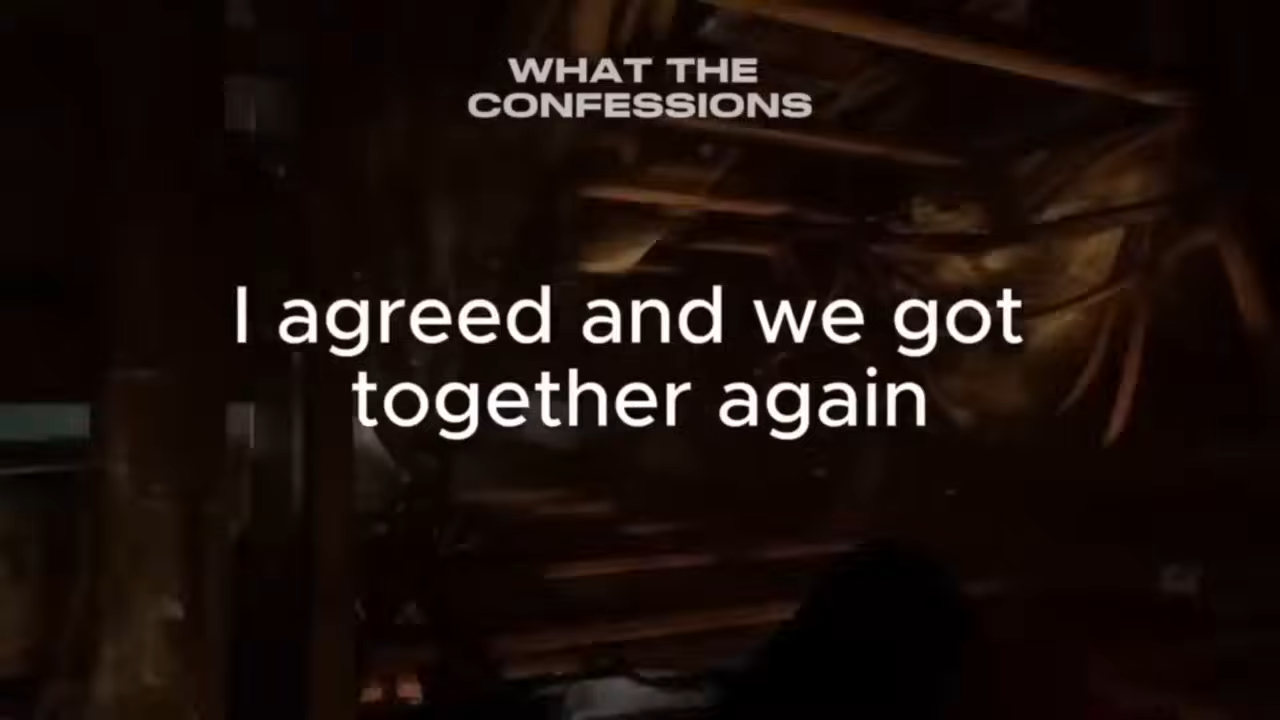 WHAT THE
CONFESSIONS
I agreed and we got
together again